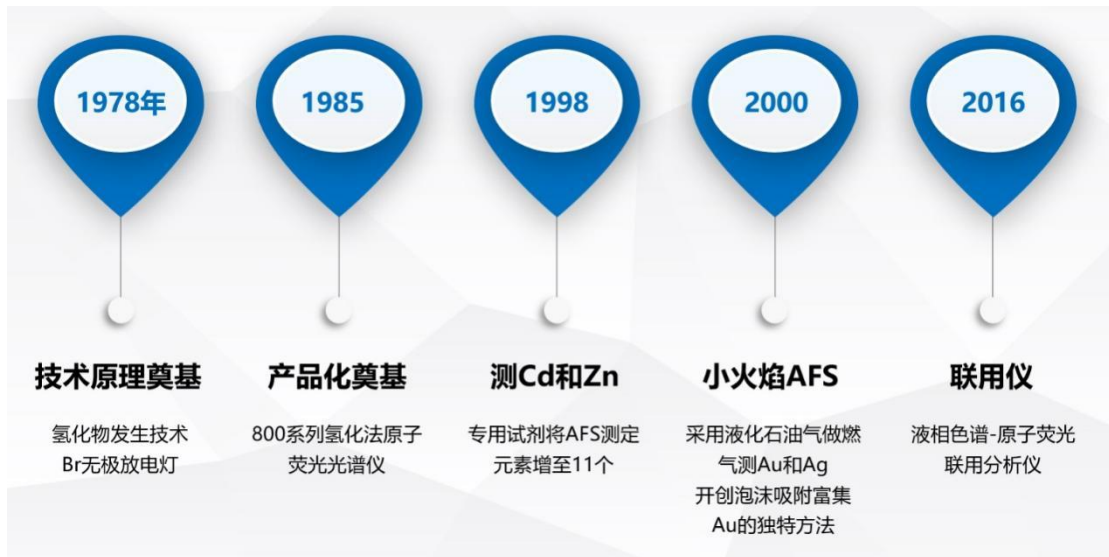 1978年
1985
1998
2000
2016
技术原理奠基
产品化奠基
测Cd和Zn
小火焰AFS
联用仪
氢化物发生技术
Br无极放电灯
800系列氢化法原子
荧光光谱仪
专用试剂将AFS测定
元素增至11个
采用液化石油气做燃
气测Au和Ag
开创泡沫吸附富集
Au的独特方法
液相色谱-原子荧光
联用分析仪